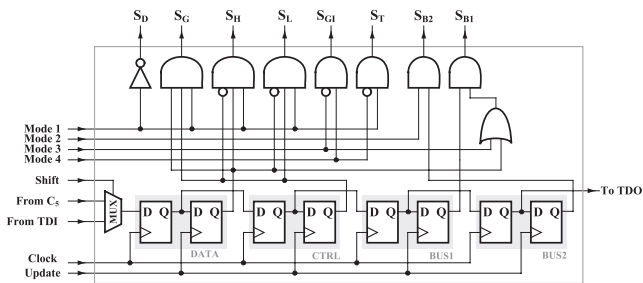 S_D S_G S_H S_L S_GI S_T S_B2 S_B1
Mode 1
Mode 2
Mode 3
Mode 4
Shift
From C_5
From TDI
MUX
D Q D Q D Q D Q D Q D Q D Q D Q
To TDO
DATA CTRL BUS1 BUS2
Clock
Update